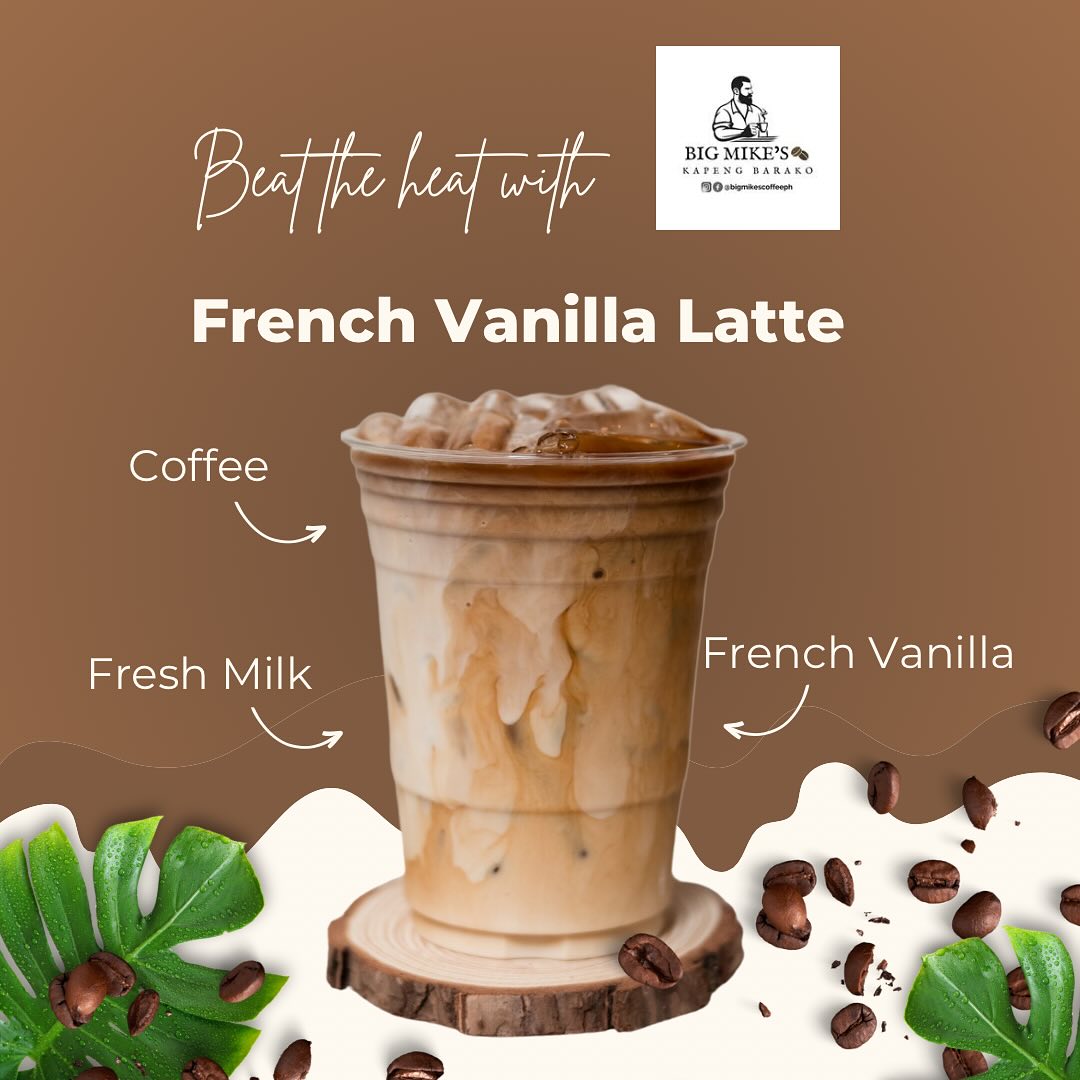 Beat the heat with
BIG MIKE'S
KAPENG BARAKO
@bigmikescoffeeph
French Vanilla Latte
Coffee
Fresh Milk
French Vanilla